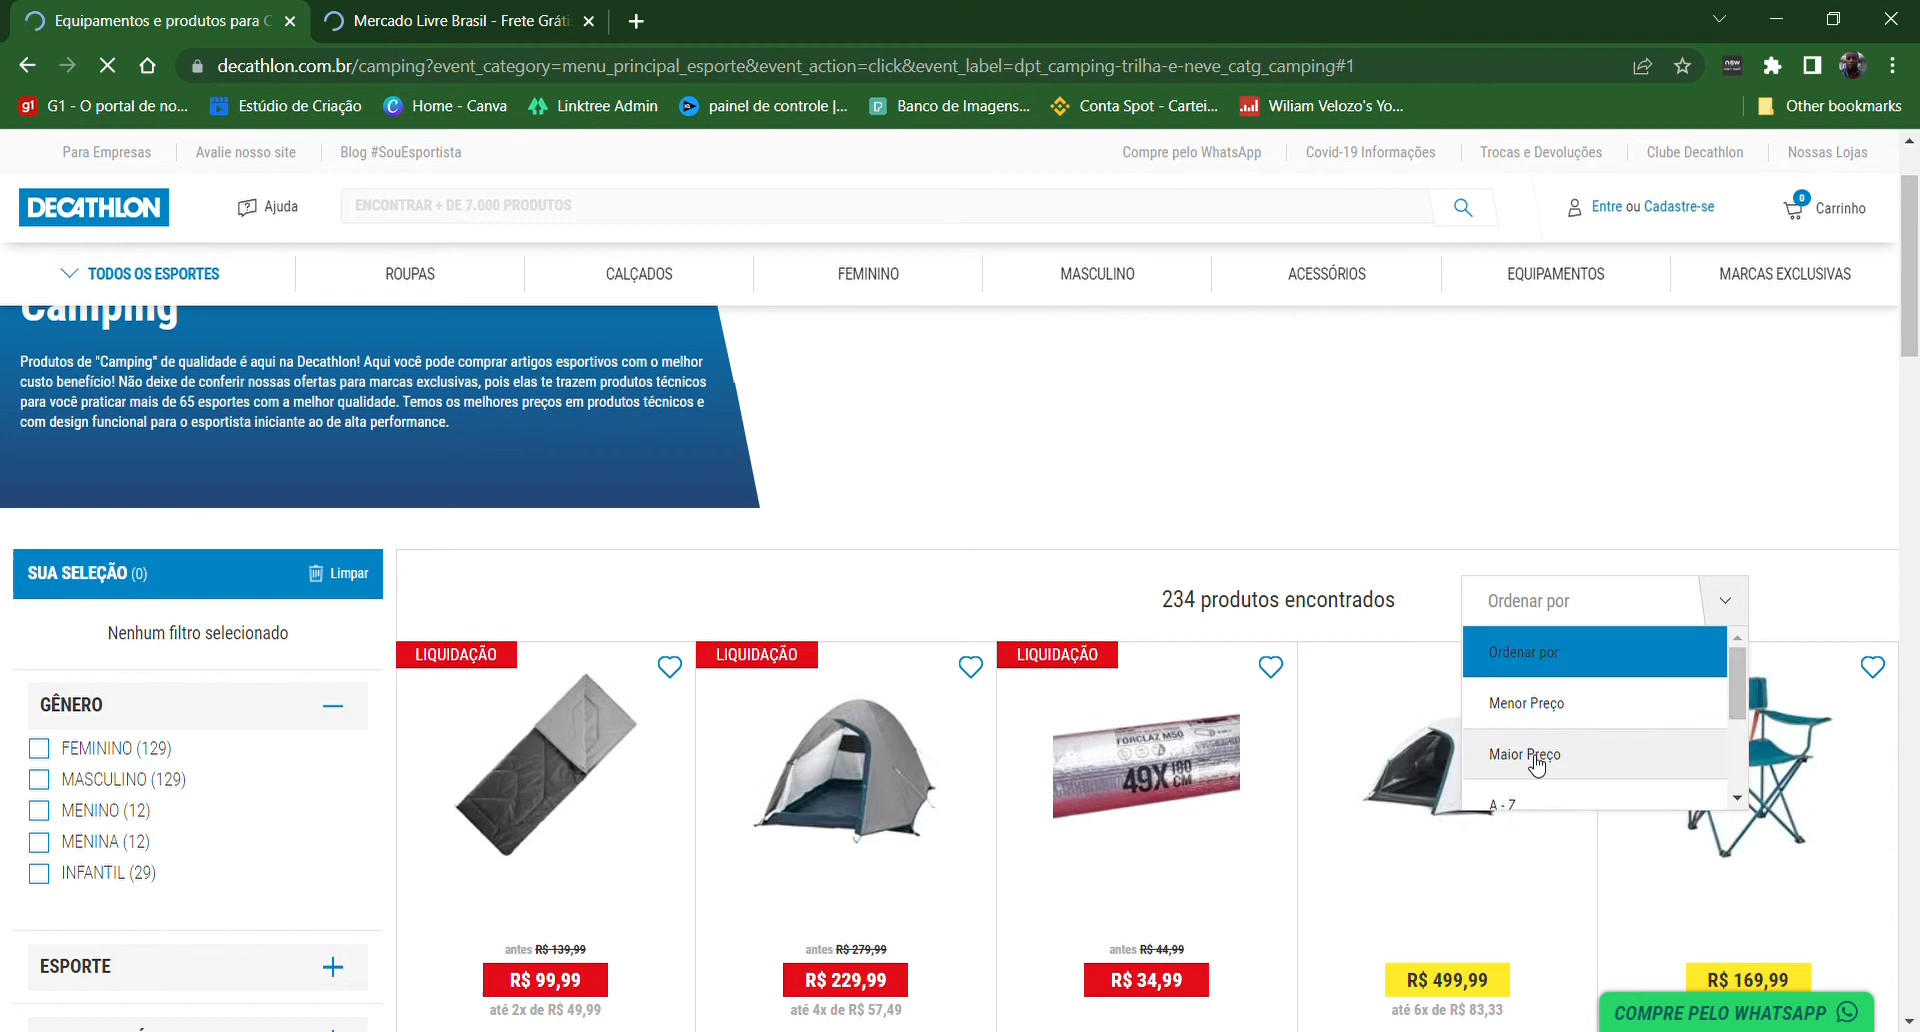 Equipamentos e produtos para C
Mercado Livre Brasil - Frete Gráti
decathlon.com.br/camping?event_category=menu_principal_esporte&event_action=click&event_label=dpt_camping-trilha-e-neve_catg_camping#1
G1 - O portal de no...
Estúdio de Criação
Home - Canva
Linktree Admin
painel de controle |...
Banco de Imagens...
Conta Spot - Cartei...
Wiliam Velozo's Yo...
Other bookmarks
Para Empresas
Avalie nosso site
Blog #SouEsportista
Compre pelo WhatsApp
Covid-19 Informações
Trocas e Devoluções
Clube Decathlon
Nossas Lojas
DECATHLON
Ajuda
ENCONTRAR + DE 7.000 PRODUTOS
Entre ou Cadastre-se
0
Carrinho
TODOS OS ESPORTES
ROUPAS
CALÇADOS
FEMININO
MASCULINO
ACESSÓRIOS
EQUIPAMENTOS
MARCAS EXCLUSIVAS
Camping
Produtos de "Camping" de qualidade é aqui na Decathlon! Aqui você pode comprar artigos esportivos com o melhor
custo benefício! Não deixe de conferir nossas ofertas para marcas exclusivas, pois elas te trazem produtos técnicos
para você praticar mais de 65 esportes com a melhor qualidade. Temos os melhores preços em produtos técnicos e
com design funcional para o esportista iniciante ao de alta performance.
SUA SELEÇÃO (0)
Limpar
Nenhum filtro selecionado
GÊNERO
FEMININO (129)
MASCULINO (129)
MENINO (12)
MENINA (12)
INFANTIL (29)
ESPORTE
234 produtos encontrados
Ordenar por
Ordenar por
Menor Preço
Maior Preço
A - Z
LIQUIDAÇÃO
LIQUIDAÇÃO
LIQUIDAÇÃO
FORCLAZ M50
49X180 CM
antes R$ 139,99
R$ 99,99
até 2x de R$ 49,99
antes R$ 279,99
R$ 229,99
até 4x de R$ 57,49
antes R$ 44,99
R$ 34,99
R$ 499,99
até 6x de R$ 83,33
R$ 169,99
COMPRE PELO WHATSAPP